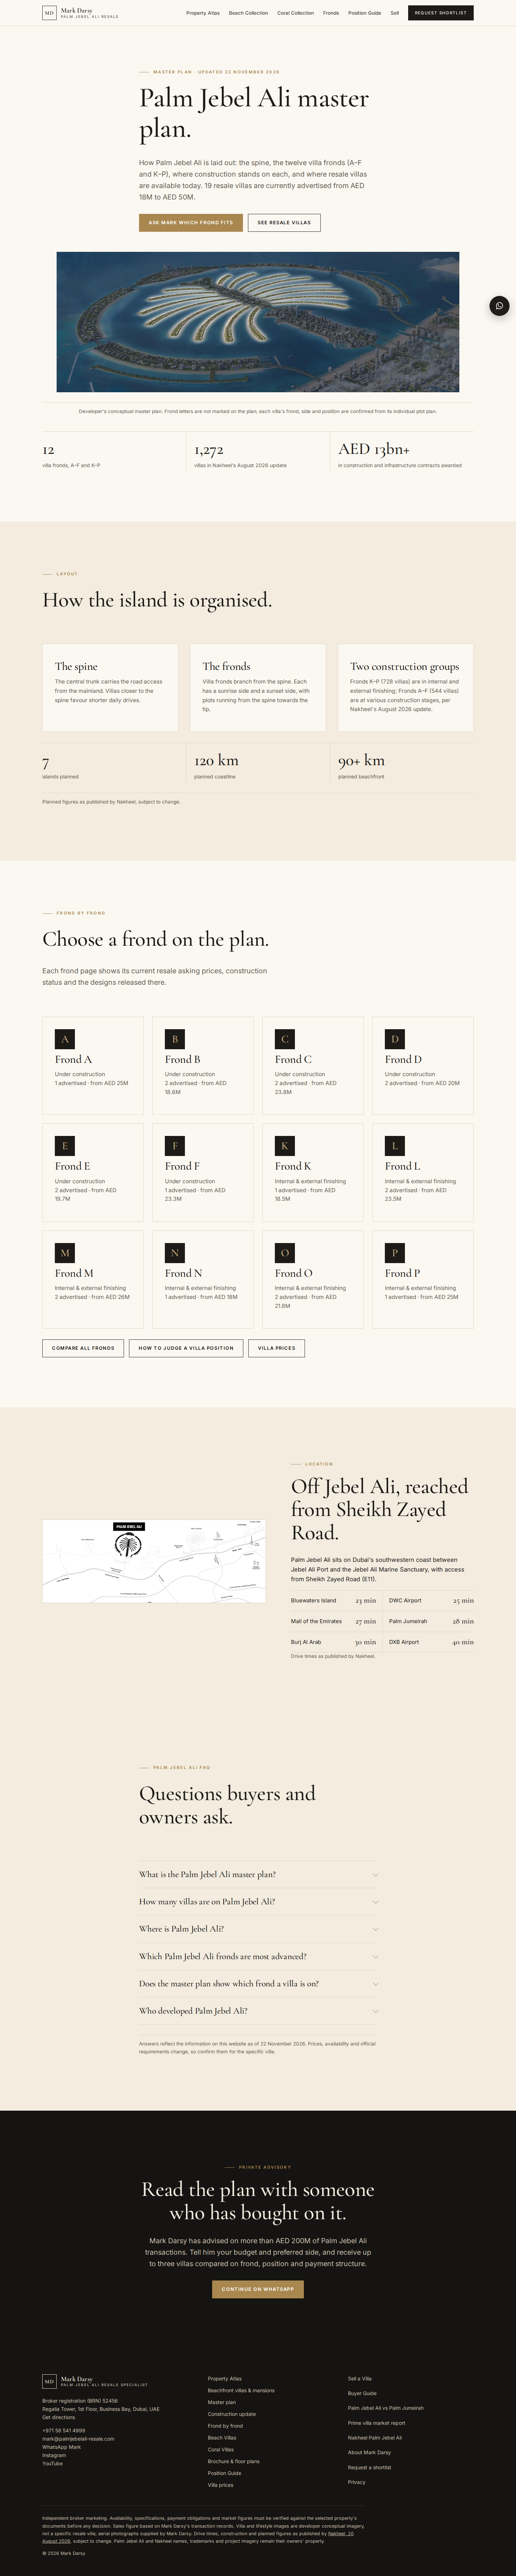 MD
Mark Darsy
PALM JEBEL ALI RESALE
Property Atlas
Beach Collection
Coral Collection
Fronds
Position Guide
Sell
REQUEST SHORTLIST
MASTER PLAN · UPDATED 22 NOVEMBER 2026
Palm Jebel Ali master
plan.
How Palm Jebel Ali is laid out: the spine, the twelve villa fronds (A–F
and K–P), where construction stands on each, and where resale villas
are available today. 19 resale villas are currently advertised from AED
18M to AED 50M.
ASK MARK WHICH FROND FITS
SEE RESALE VILLAS
Developer's conceptual master plan. Frond letters are not marked on the plan; each villa's frond, side and position are confirmed from its individual plot plan.
12
villa fronds, A–F and K–P
1,272
villas in Nakheel's August 2026 update
AED 13bn+
in construction and infrastructure contracts awarded
LAYOUT
How the island is organised.
The spine
The central trunk carries the road access
from the mainland. Villas closer to the
spine favour shorter daily drives.
The fronds
Villa fronds branch from the spine. Each
has a sunrise side and a sunset side, with
plots running from the spine towards the
tip.
Two construction groups
Fronds K–P (728 villas) are in internal and
external finishing; Fronds A–F (544 villas)
are at various construction stages, per
Nakheel's August 2026 update.
7
islands planned
120 km
planned coastline
90+ km
planned beachfront
Planned figures as published by Nakheel, subject to change.
FROND BY FROND
Choose a frond on the plan.
Each frond page shows its current resale asking prices, construction
status and the designs released there.
A
Frond A
Under construction
1 advertised · from AED 25M
B
Frond B
Under construction
2 advertised · from AED
18.6M
C
Frond C
Under construction
2 advertised · from AED
23.8M
D
Frond D
Under construction
2 advertised · from AED 20M
E
Frond E
Under construction
2 advertised · from AED
19.7M
F
Frond F
Under construction
1 advertised · from AED
23.3M
K
Frond K
Internal & external finishing
1 advertised · from AED
18.5M
L
Frond L
Internal & external finishing
2 advertised · from AED
23.5M
M
Frond M
Internal & external finishing
2 advertised · from AED 26M
N
Frond N
Internal & external finishing
1 advertised · from AED 18M
O
Frond O
Internal & external finishing
2 advertised · from AED
21.8M
P
Frond P
Internal & external finishing
1 advertised · from AED 25M
COMPARE ALL FRONDS
HOW TO JUDGE A VILLA POSITION
VILLA PRICES
PALM JEBEL ALI
LOCATION
Off Jebel Ali, reached
from Sheikh Zayed
Road.
Palm Jebel Ali sits on Dubai's southwestern coast between
Jebel Ali Port and the Jebel Ali Marine Sanctuary, with access
from Sheikh Zayed Road (E11).
Bluewaters Island 23 min
DWC Airport 25 min
Mall of the Emirates 27 min
Palm Jumeirah 28 min
Burj Al Arab 30 min
DXB Airport 40 min
Drive times as published by Nakheel.
PALM JEBEL ALI FAQ
Questions buyers and
owners ask.
What is the Palm Jebel Ali master plan?
How many villas are on Palm Jebel Ali?
Where is Palm Jebel Ali?
Which Palm Jebel Ali fronds are most advanced?
Does the master plan show which frond a villa is on?
Who developed Palm Jebel Ali?
Answers reflect the information on this website as of 22 November 2026. Prices, availability and official
requirements change, so confirm them for the specific villa.
PRIVATE ADVISORY
Read the plan with someone
who has bought on it.
Mark Darsy has advised on more than AED 200M of Palm Jebel Ali
transactions. Tell him your budget and preferred side, and receive up
to three villas compared on frond, position and payment structure.
CONTINUE ON WHATSAPP
MD
Mark Darsy
PALM JEBEL ALI RESALE SPECIALIST
Broker registration (BRN) 52456
Regalia Tower, 1st Floor, Business Bay, Dubai, UAE
Get directions
+971 58 541 4999
mark@palmjebelali-resale.com
WhatsApp Mark
Instagram
YouTube
Property Atlas
Beachfront villas & mansions
Master plan
Construction update
Frond by frond
Beach Villas
Coral Villas
Brochure & floor plans
Position Guide
Villa prices
Sell a Villa
Buyer Guide
Palm Jebel Ali vs Palm Jumeirah
Prime villa market report
Nakheel Palm Jebel Ali
About Mark Darsy
Request a shortlist
Privacy
Independent broker marketing. Availability, specifications, payment obligations and market figures must be verified against the selected property's
documents before any decision. Sales figure based on Mark Darsy's transaction records. Villa and lifestyle images are developer conceptual imagery,
not a specific resale villa; aerial photographs supplied by Mark Darsy. Drive times, construction and planned figures as published by Nakheel, 20
August 2026, subject to change. Palm Jebel Ali and Nakheel names, trademarks and project imagery remain their owners' property.
© 2026 Mark Darsy